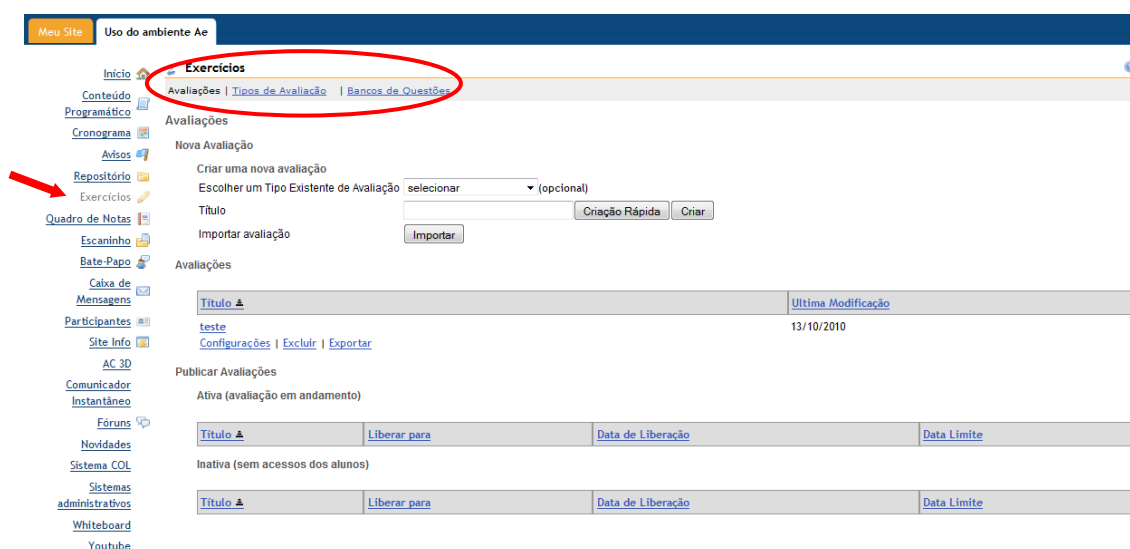 Meu Site Uso do ambiente Ae
Início
Conteúdo
Programático
Cronograma
Avisos
Repositório
Exercícios
Quadro de Notas
Escaninho
Bate-Papo
Caixa de
Mensagens
Participantes
Site Info
AC 3D
Comunicador
Instantâneo
Fóruns
Novidades
Sistema COL
Sistemas
administrativos
Whiteboard
Youtube
Exercícios
Avaliações | Tipos de Avaliação | Bancos de Questões
Avaliações
Nova Avaliação
Criar uma nova avaliação
Escolher um Tipo Existente de Avaliação selecionar (opcional)
Título Criação Rápida Criar
Importar avaliação Importar
Avaliações
Título Ultima Modificação
teste 13/10/2010
Configurações | Excluir | Exportar
Publicar Avaliações
Ativa (avaliação em andamento)
Título Liberar para Data de Liberação Data Limite
Inativa (sem acessos dos alunos)
Título Liberar para Data de Liberação Data Limite